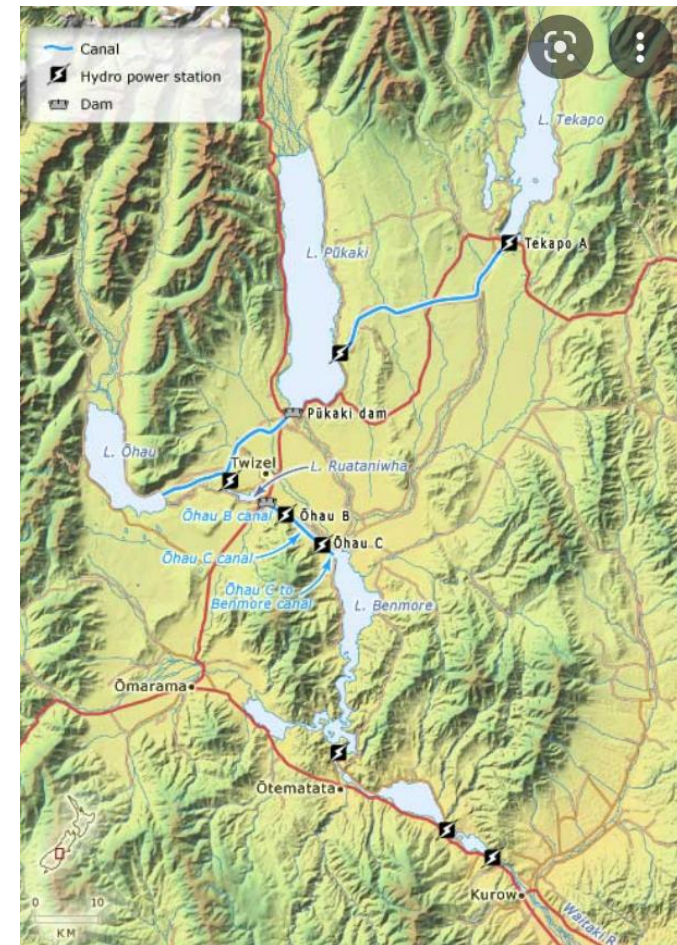 Canal
Hydro power station
Dam
L. Tekapo
L. Pūkaki
Tekapo A
Pūkaki dam
L. Ōhau
Twizel
L. Ruataniwha
Ōhau B canal
Ōhau B
Ōhau C canal
Ōhau C
Ōhau C to
Benmore canal
L. Benmore
Ōmarama
Ōtematata
Kurow
Waitaki R.
0 10
KM